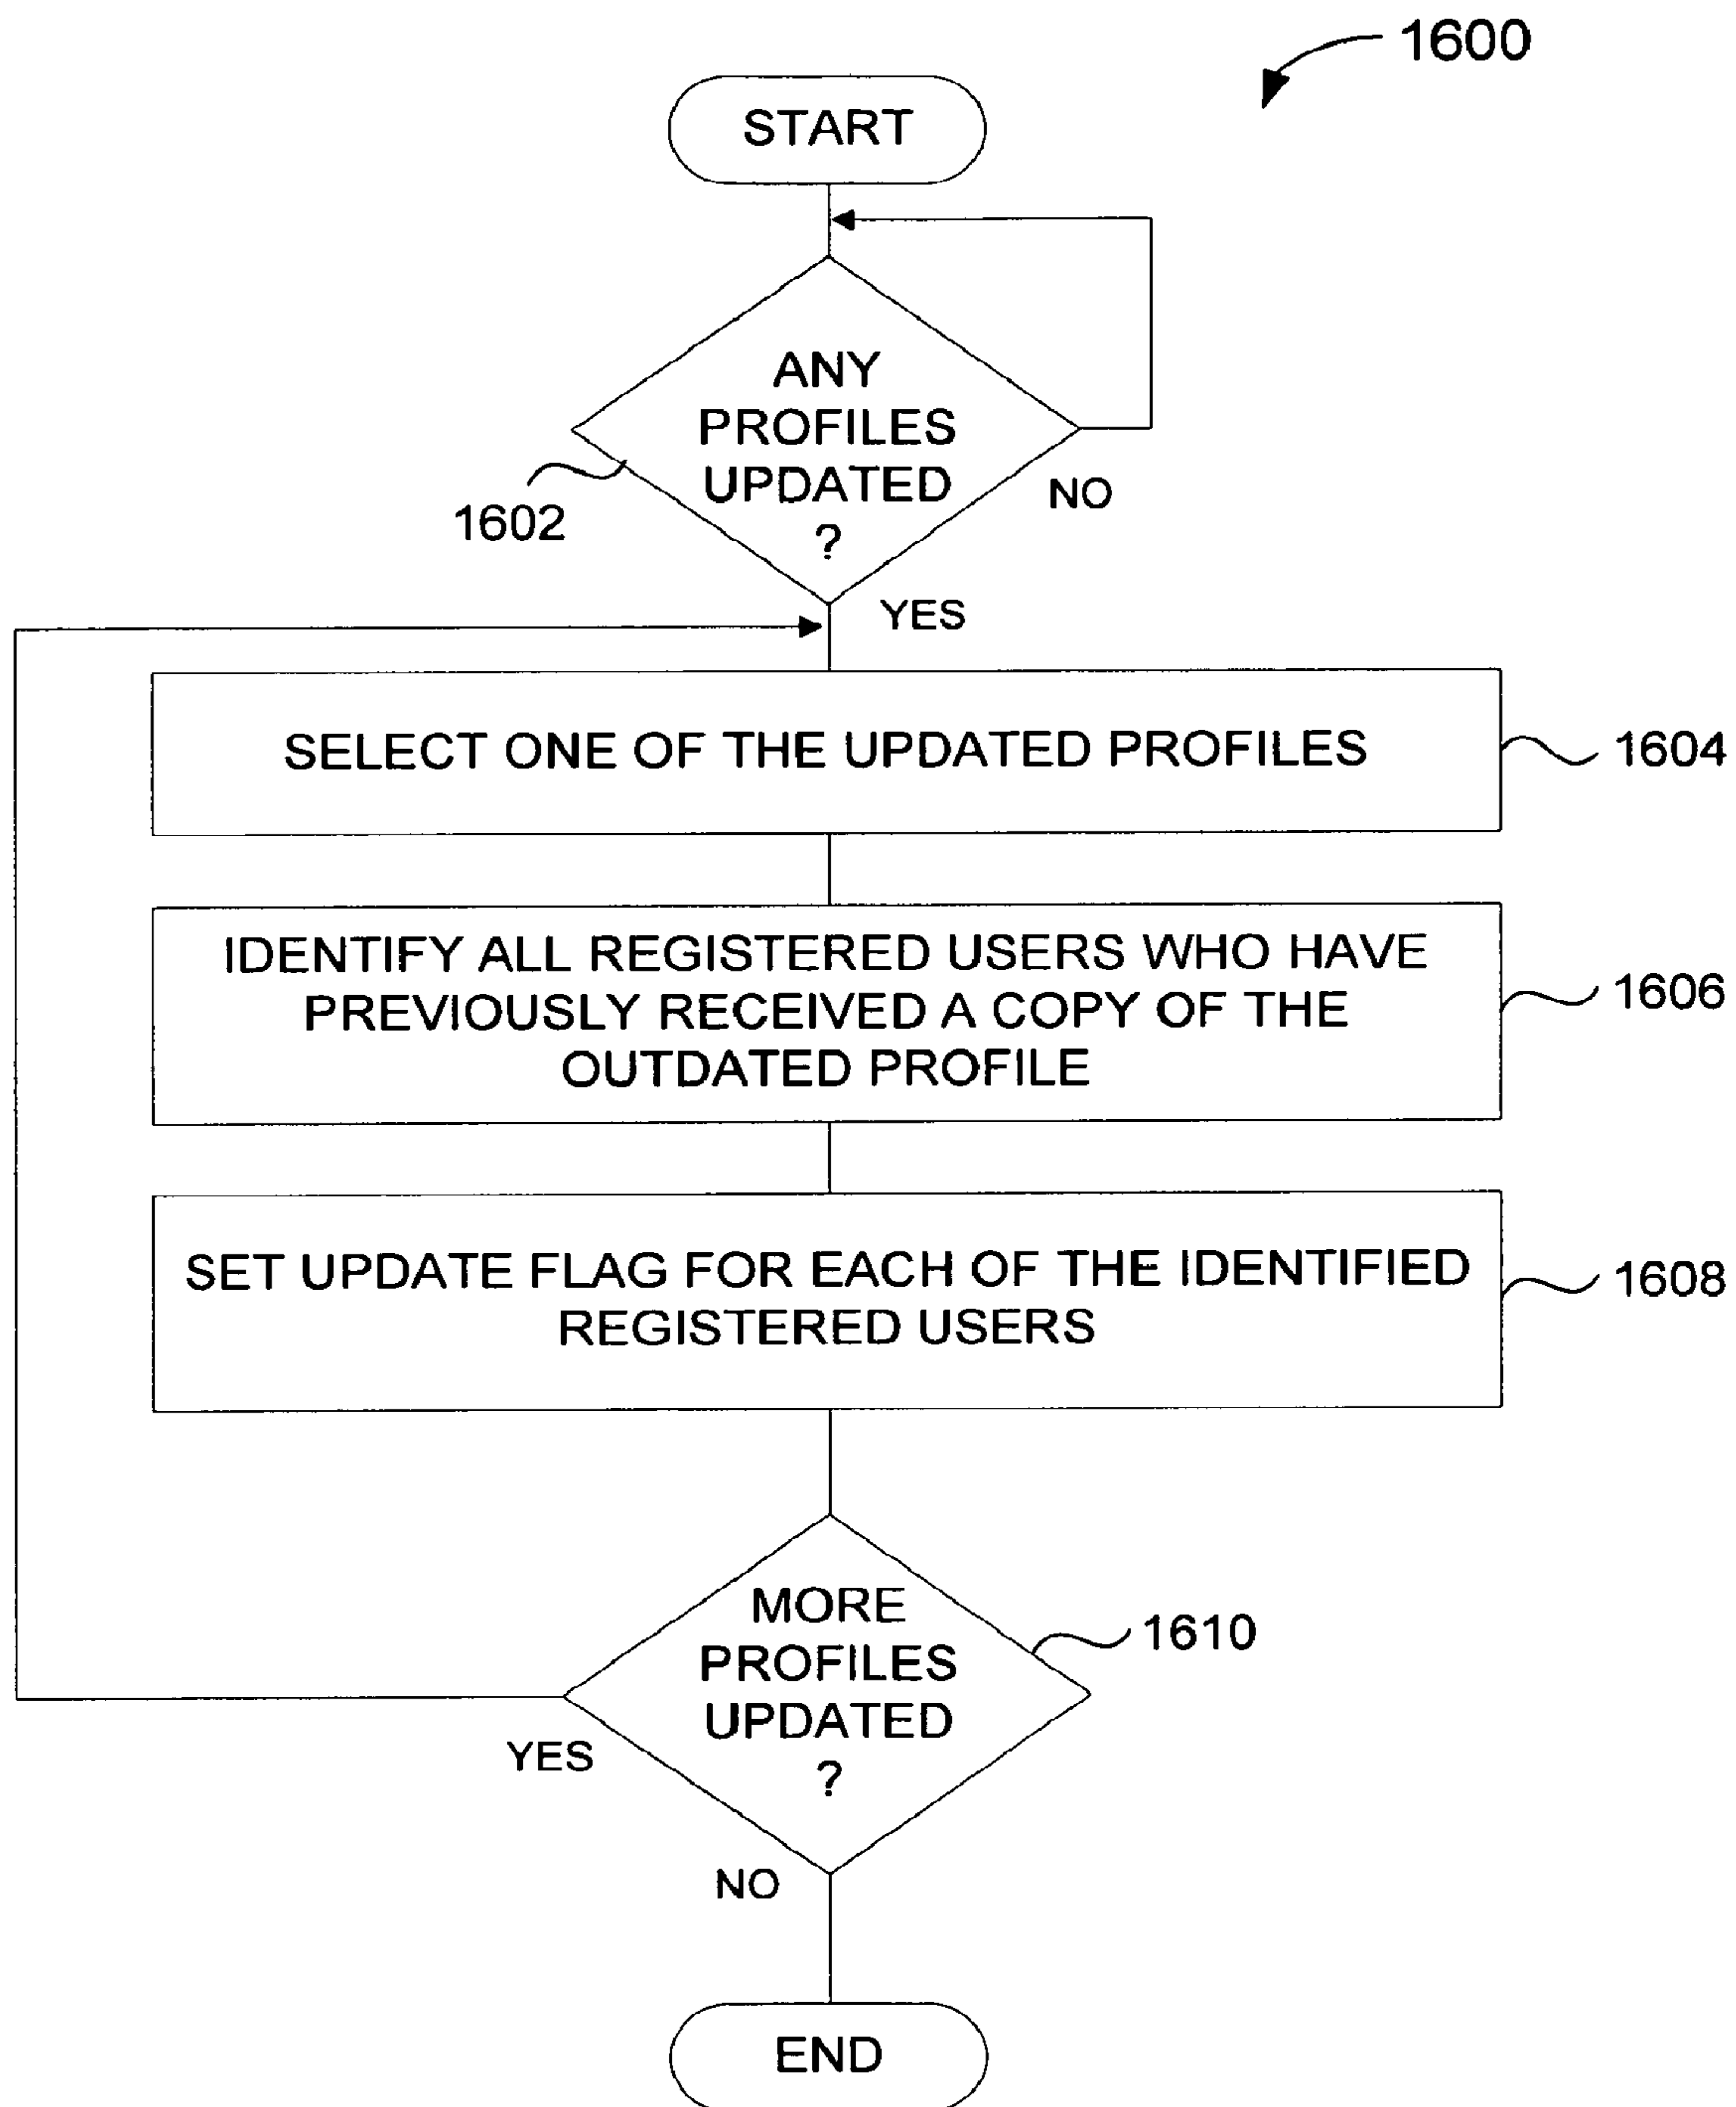 1600
START
ANY
PROFILES
UPDATED
?
NO
1602
YES
SELECT ONE OF THE UPDATED PROFILES
1604
IDENTIFY ALL REGISTERED USERS WHO HAVE
PREVIOUSLY RECEIVED A COPY OF THE
OUTDATED PROFILE
1606
SET UPDATE FLAG FOR EACH OF THE IDENTIFIED
REGISTERED USERS
1608
MORE
PROFILES
UPDATED
?
1610
YES
NO
END